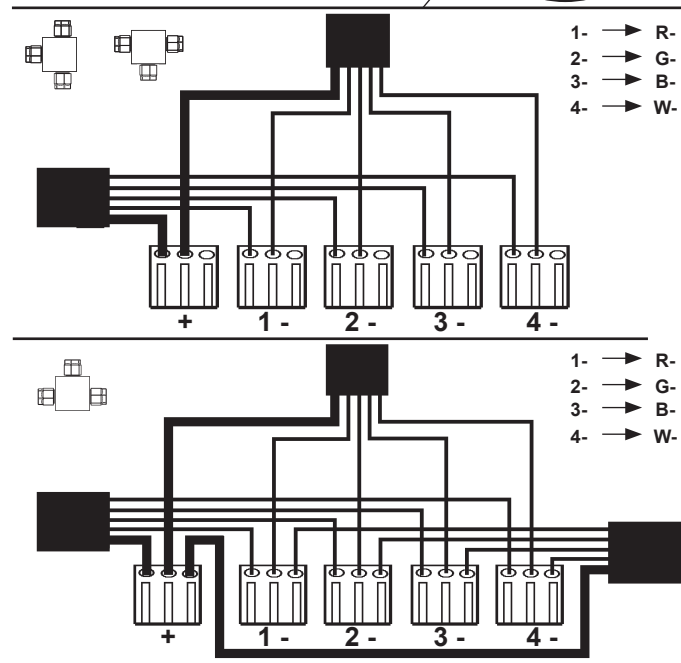 1- → R-
2- → G-
3- → B-
4- → W-
+ 1 - 2 - 3 - 4 -
1- → R-
2- → G-
3- → B-
4- → W-
+ 1 - 2 - 3 - 4 -